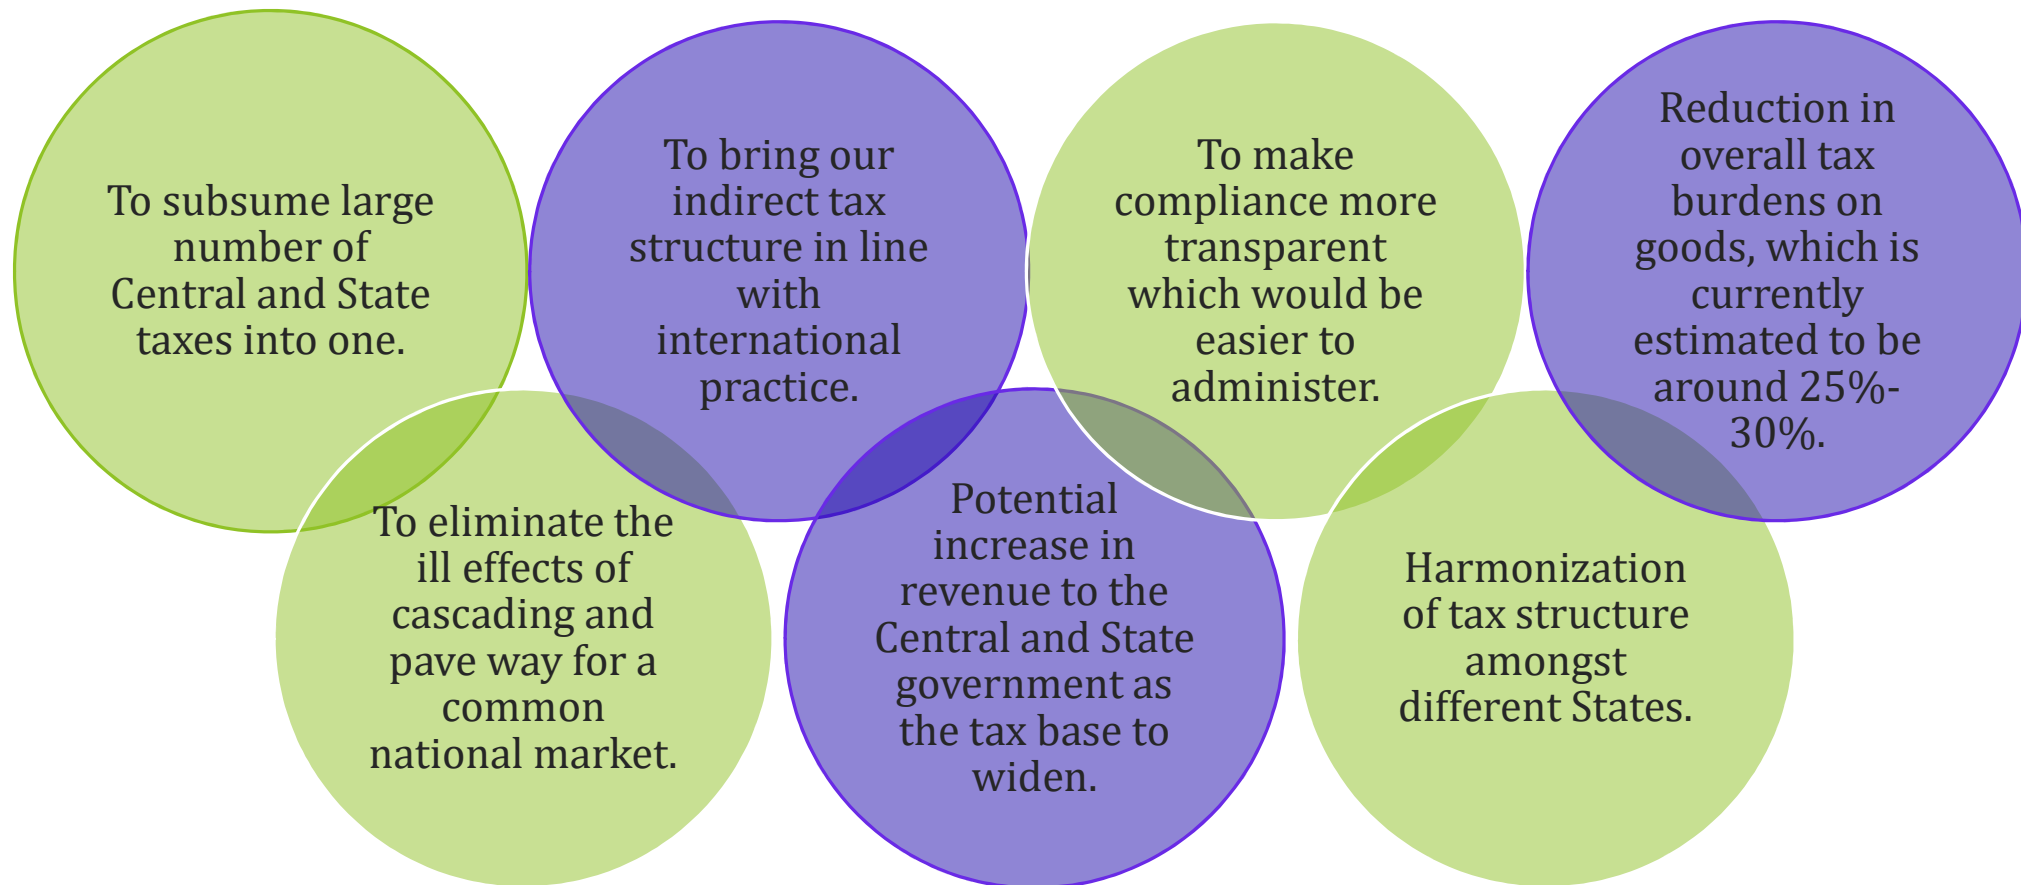 To subsume large
number of
Central and State
taxes into one.
To eliminate the
ill effects of
cascading and
pave way for a
common
national market.
To bring our
indirect tax
structure in line
with
international
practice.
Potential
increase in
revenue to the
Central and State
government as
the tax base to
widen.
To make
compliance more
transparent
which would be
easier to
administer.
Harmonization
of tax structure
amongst
different States.
Reduction in
overall tax
burdens on
goods, which is
currently
estimated to be
around 25%-
30%.